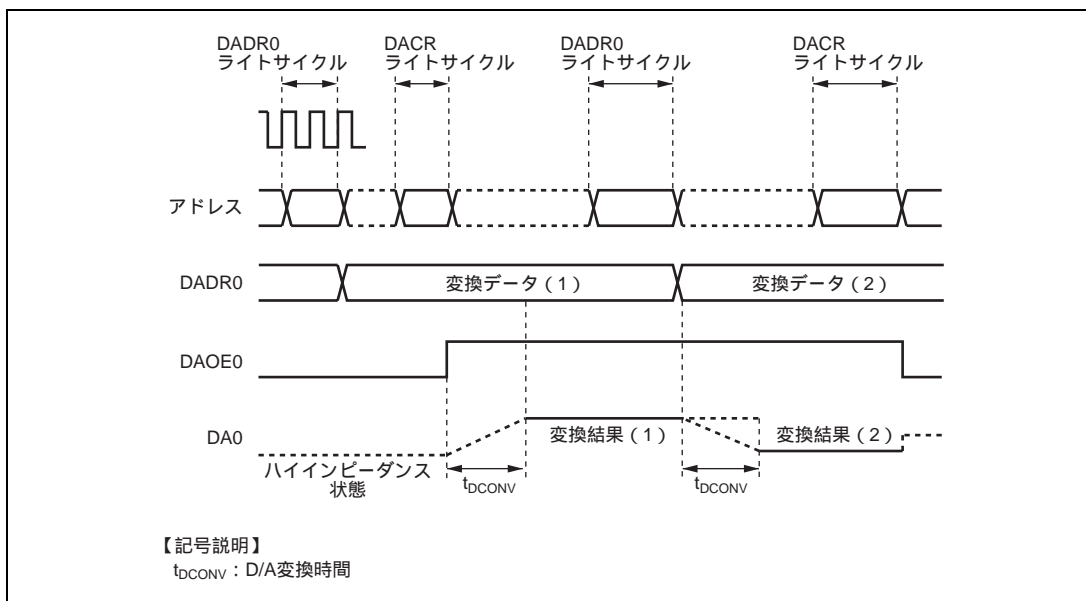 DADR0
ライトサイクル
DACR
ライトサイクル
DADR0
ライトサイクル
DACR
ライトサイクル
アドレス
DADR0
変換データ（1）
変換データ（2）
DAOE0
DA0
変換結果（1）
変換結果（2）
ハイインピーダンス
状態
tDCONV
tDCONV
【記号説明】
tDCONV：D/A変換時間